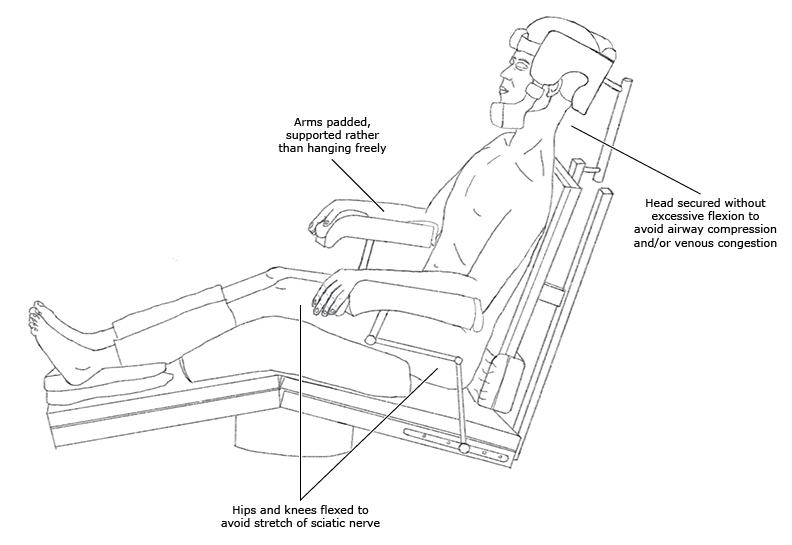 Arms padded,
supported rather
than hanging freely
Head secured without
excessive flexion to
avoid airway compression
and/or venous congestion
Hips and knees flexed to
avoid stretch of sciatic nerve